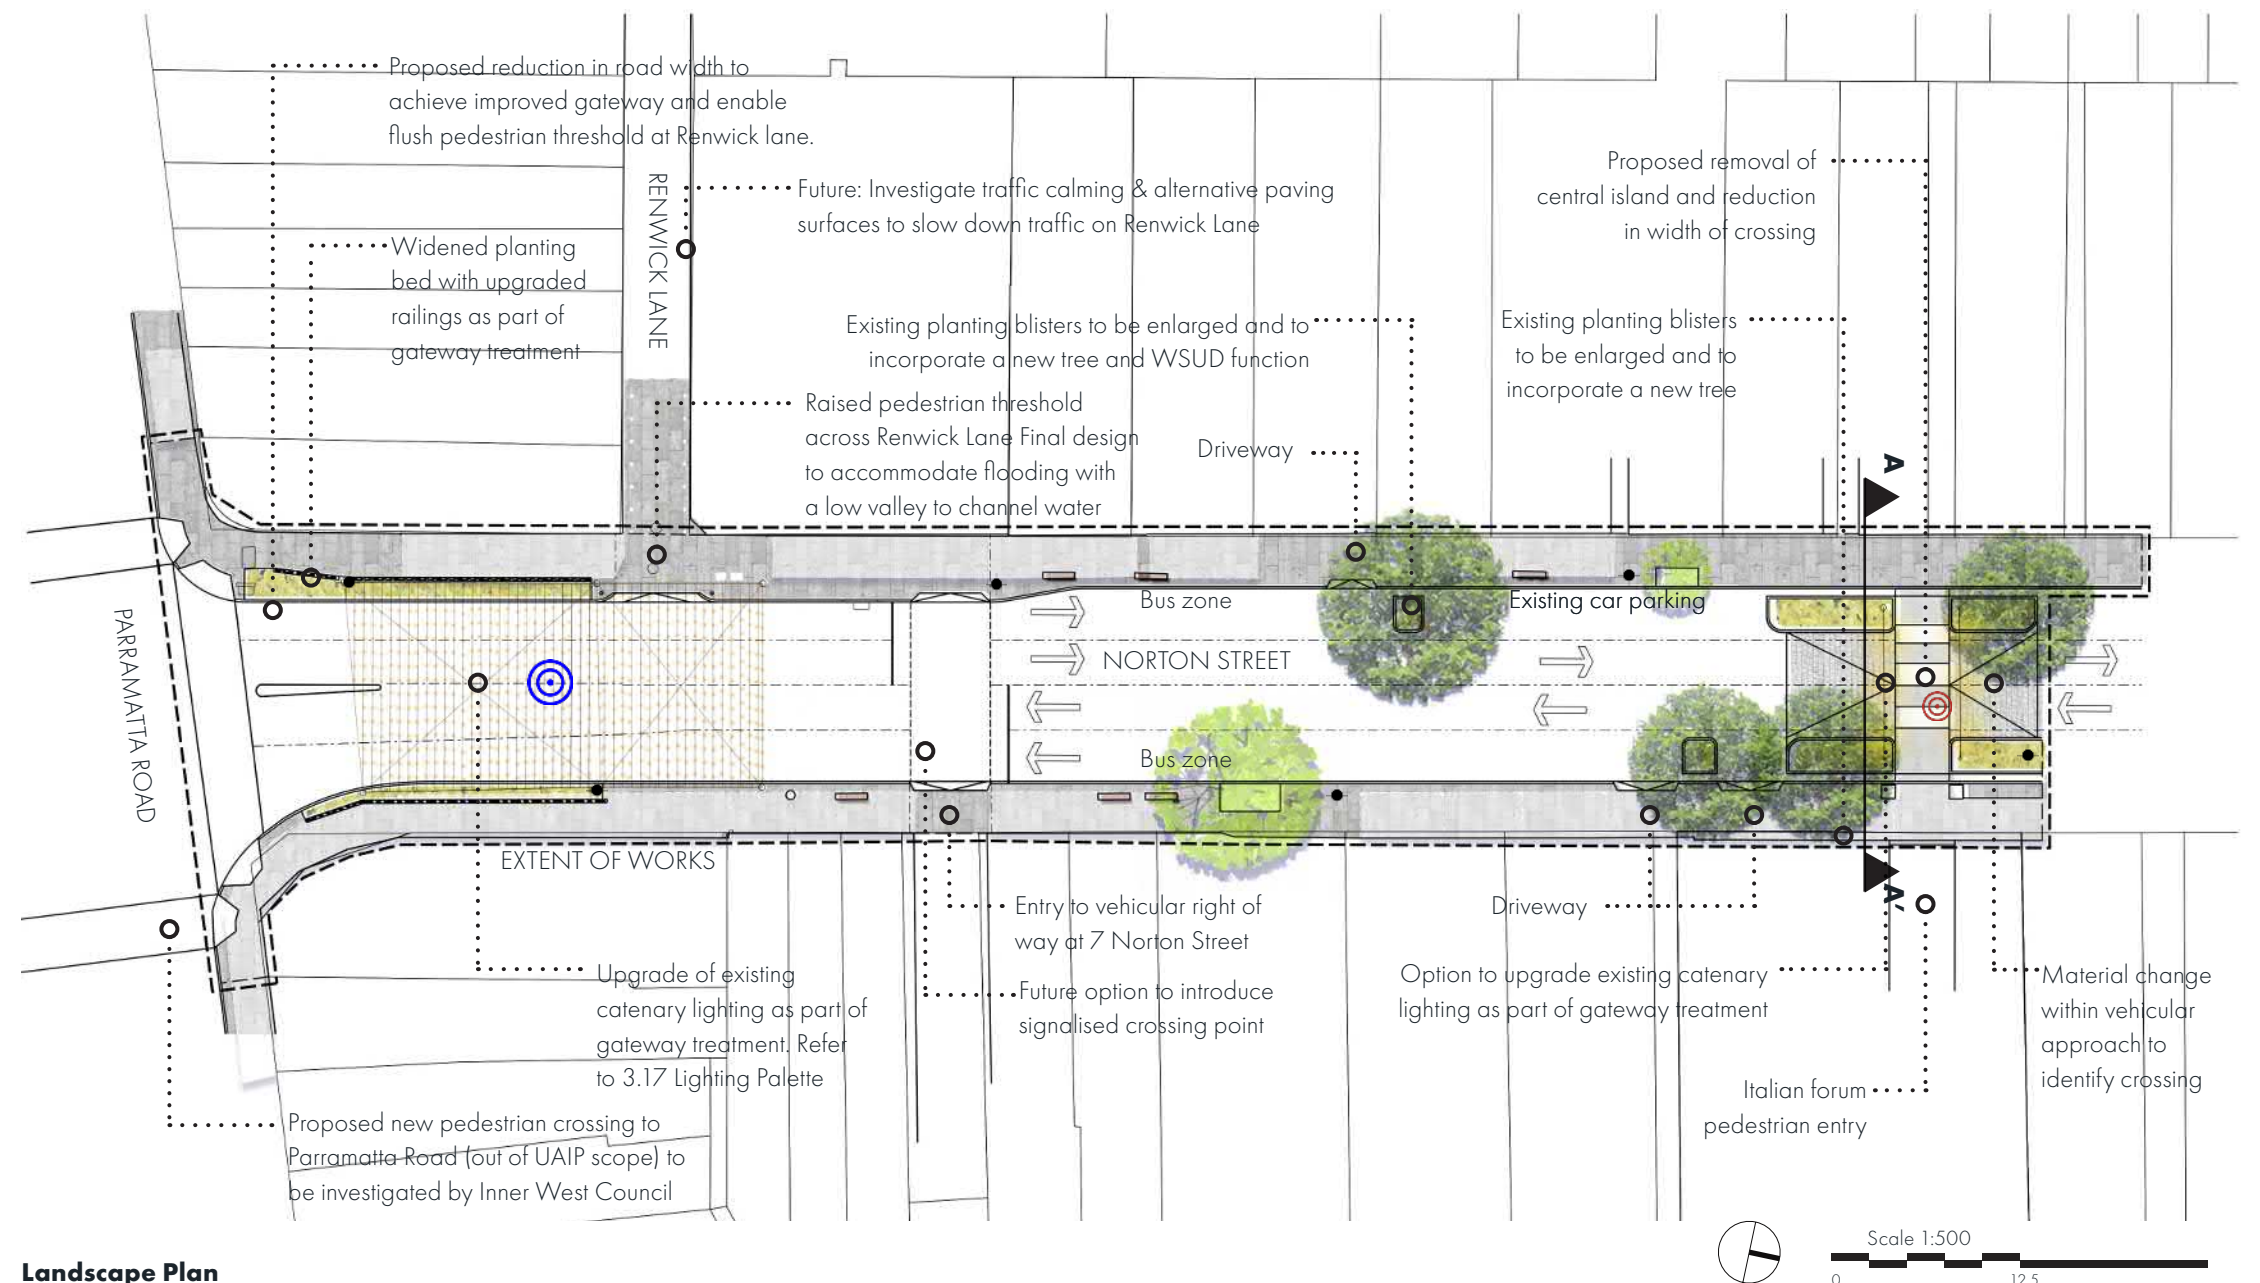 Proposed reduction in road width to
achieve improved gateway and enable
flush pedestrian threshold at Renwick lane.
Widened planting
bed with upgraded
railings as part of
gateway treatment
RENWICK LANE
Future: Investigate traffic calming & alternative paving
surfaces to slow down traffic on Renwick Lane
Existing planting blisters to be enlarged and to
incorporate a new tree and WSUD function
Raised pedestrian threshold
across Renwick Lane Final design
to accommodate flooding with
a low valley to channel water
Driveway
Proposed removal of
central island and reduction
in width of crossing
Existing planting blisters
to be enlarged and to
incorporate a new tree
A
Bus zone
Existing car parking
NORTON STREET
Bus zone
PARRAMATTA ROAD
EXTENT OF WORKS
A'
Upgrade of existing
catenary lighting as part of
gateway treatment. Refer
to 3.17 Lighting Palette
Entry to vehicular right of
way at 7 Norton Street
Future option to introduce
signalised crossing point
Driveway
Option to upgrade existing catenary
lighting as part of gateway treatment
Material change
within vehicular
approach to
identify crossing
Italian forum
pedestrian entry
Proposed new pedestrian crossing to
Parramatta Road (out of UAIP scope) to
be investigated by Inner West Council
Scale 1:500
0 12.5
Landscape Plan